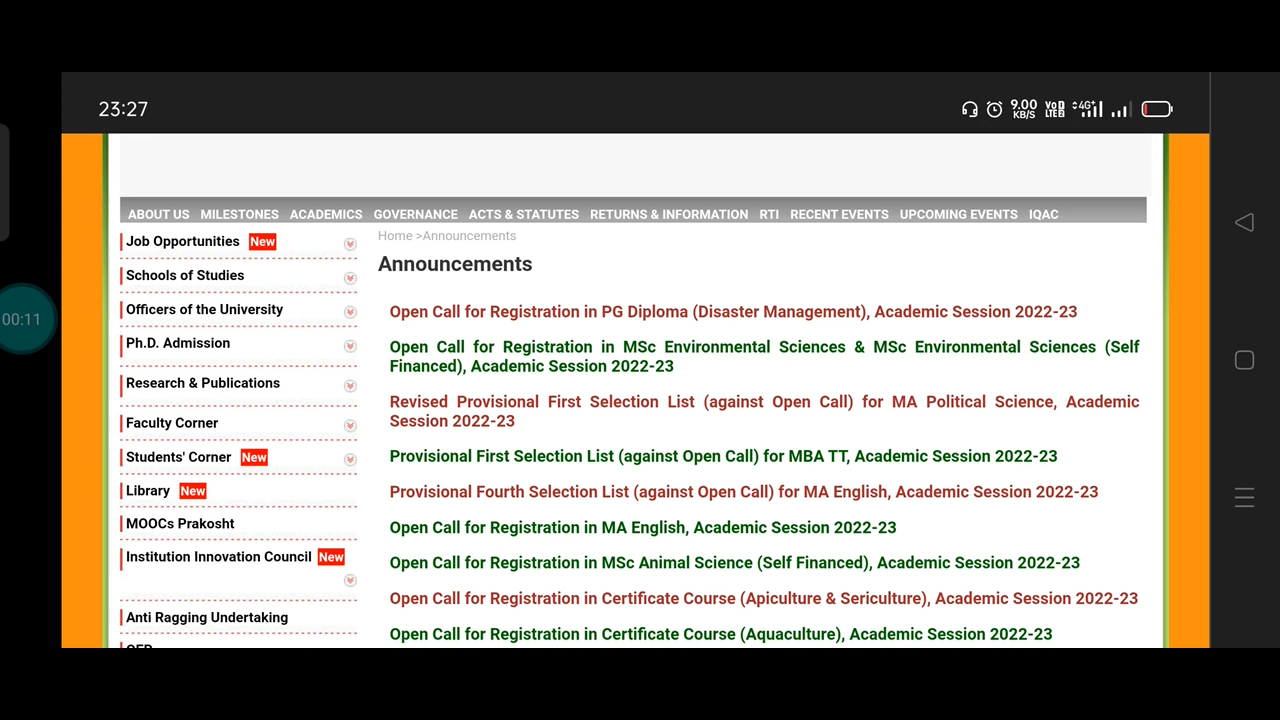 23:27
9.00
KB/S
Vo
LTE2
4G+
00:11
ABOUT US MILESTONES ACADEMICS GOVERNANCE ACTS & STATUTES RETURNS & INFORMATION RTI RECENT EVENTS UPCOMING EVENTS IQAC
Job Opportunities New
Schools of Studies
Officers of the University
Ph.D. Admission
Research & Publications
Faculty Corner
Students' Corner New
Library New
MOOCs Prakosht
Institution Innovation Council New
Anti Ragging Undertaking
Home >Announcements
Announcements
Open Call for Registration in PG Diploma (Disaster Management), Academic Session 2022-23
Open Call for Registration in MSc Environmental Sciences & MSc Environmental Sciences (Self
Financed), Academic Session 2022-23
Revised Provisional First Selection List (against Open Call) for MA Political Science, Academic
Session 2022-23
Provisional First Selection List (against Open Call) for MBA TT, Academic Session 2022-23
Provisional Fourth Selection List (against Open Call) for MA English, Academic Session 2022-23
Open Call for Registration in MA English, Academic Session 2022-23
Open Call for Registration in MSc Animal Science (Self Financed), Academic Session 2022-23
Open Call for Registration in Certificate Course (Apiculture & Sericulture), Academic Session 2022-23
Open Call for Registration in Certificate Course (Aquaculture), Academic Session 2022-23